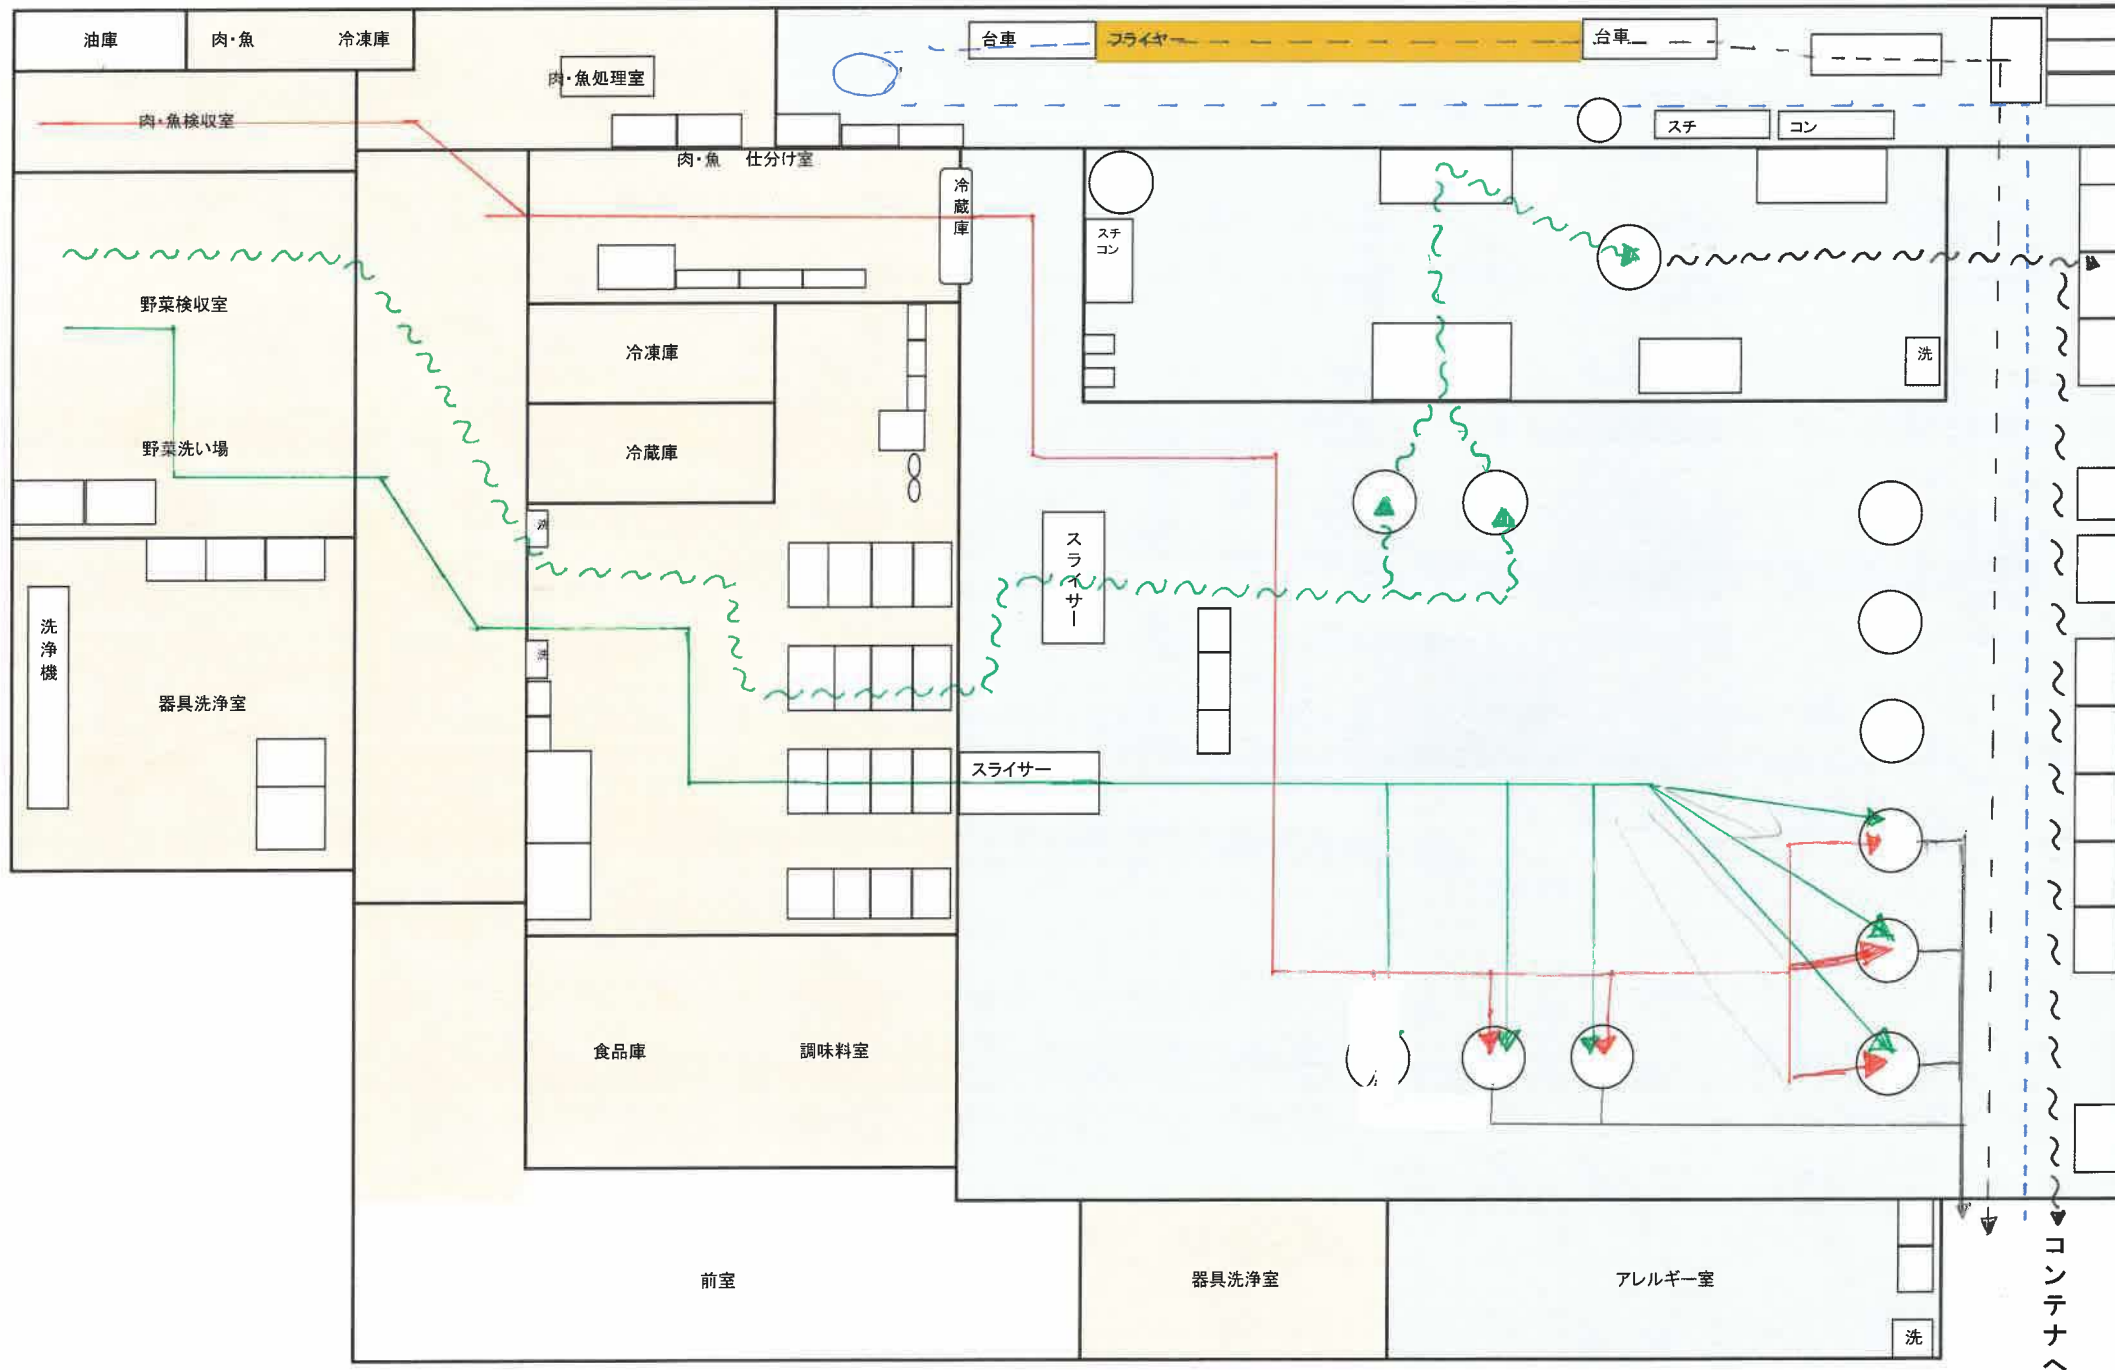 油庫
肉・魚　冷凍庫
肉・魚処理室
台車
フライヤー
台車
肉・魚検収室
スチ
コン
肉・魚　仕分け室
冷蔵庫
スチ
コン
野菜検収室
冷凍庫
洗
野菜洗い場
冷蔵庫
洗
スライサー
洗浄機
洗
器具洗浄室
スライサー
食品庫
調味料室
前室
器具洗浄室
アレルギー室
洗
コンテナへ